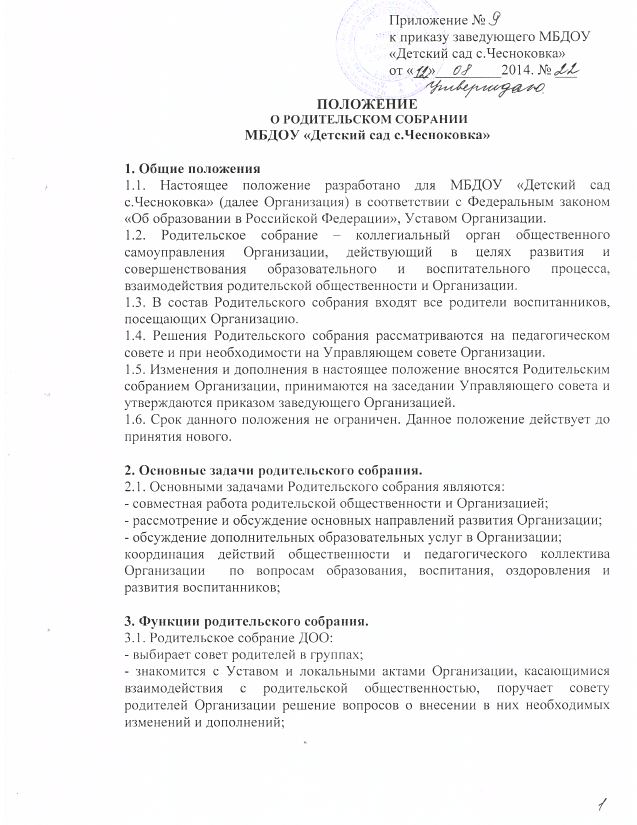 Приложение № 9
к приказу заведующего МБДОУ
«Детский сад с.Чесноковка»
от «12» 08 2014. № 22
Утверждаю
ПОЛОЖЕНИЕ
О РОДИТЕЛЬСКОМ СОБРАНИИ
МБДОУ «Детский сад с.Чесноковка»
1. Общие положения
1.1. Настоящее положение разработано для МБДОУ «Детский сад
с.Чесноковка» (далее Организация) в соответствии с Федеральным законом
«Об образовании в Российской Федерации», Уставом Организации.
1.2. Родительское собрание – коллегиальный орган общественного
самоуправления Организации, действующий в целях развития и
совершенствования образовательного и воспитательного процесса,
взаимодействия родительской общественности и Организации.
1.3. В состав Родительского собрания входят все родители воспитанников,
посещающих Организацию.
1.4. Решения Родительского собрания рассматриваются на педагогическом
совете и при необходимости на Управляющем совете Организации.
1.5. Изменения и дополнения в настоящее положение вносятся Родительским
собранием Организации, принимаются на заседании Управляющего совета и
утверждаются приказом заведующего Организацией.
1.6. Срок данного положения не ограничен. Данное положение действует до
принятия нового.
2. Основные задачи родительского собрания.
2.1. Основными задачами Родительского собрания являются:
- совместная работа родительской общественности и Организацией;
- рассмотрение и обсуждение основных направлений развития Организации;
- обсуждение дополнительных образовательных услуг в Организации;
координация действий общественности и педагогического коллектива
Организации по вопросам образования, воспитания, оздоровления и
развития воспитанников;
3. Функции родительского собрания.
3.1. Родительское собрание ДОО:
- выбирает совет родителей в группах;
- знакомится с Уставом и локальными актами Организации, касающимися
взаимодействия с родительской общественностью, поручает совету
родителей Организации решение вопросов о внесении в них необходимых
изменений и дополнений;
1